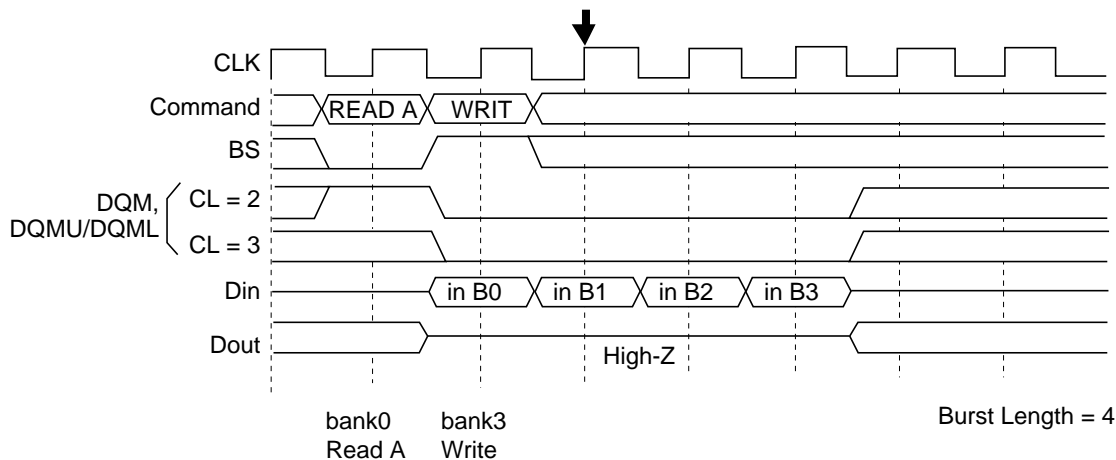 CLK
Command READ A WRIT
BS
DQM, DQMU/DQML CL = 2
CL = 3
Din in B0 in B1 in B2 in B3
Dout High-Z
bank0 Read A bank3 Write
Burst Length = 4